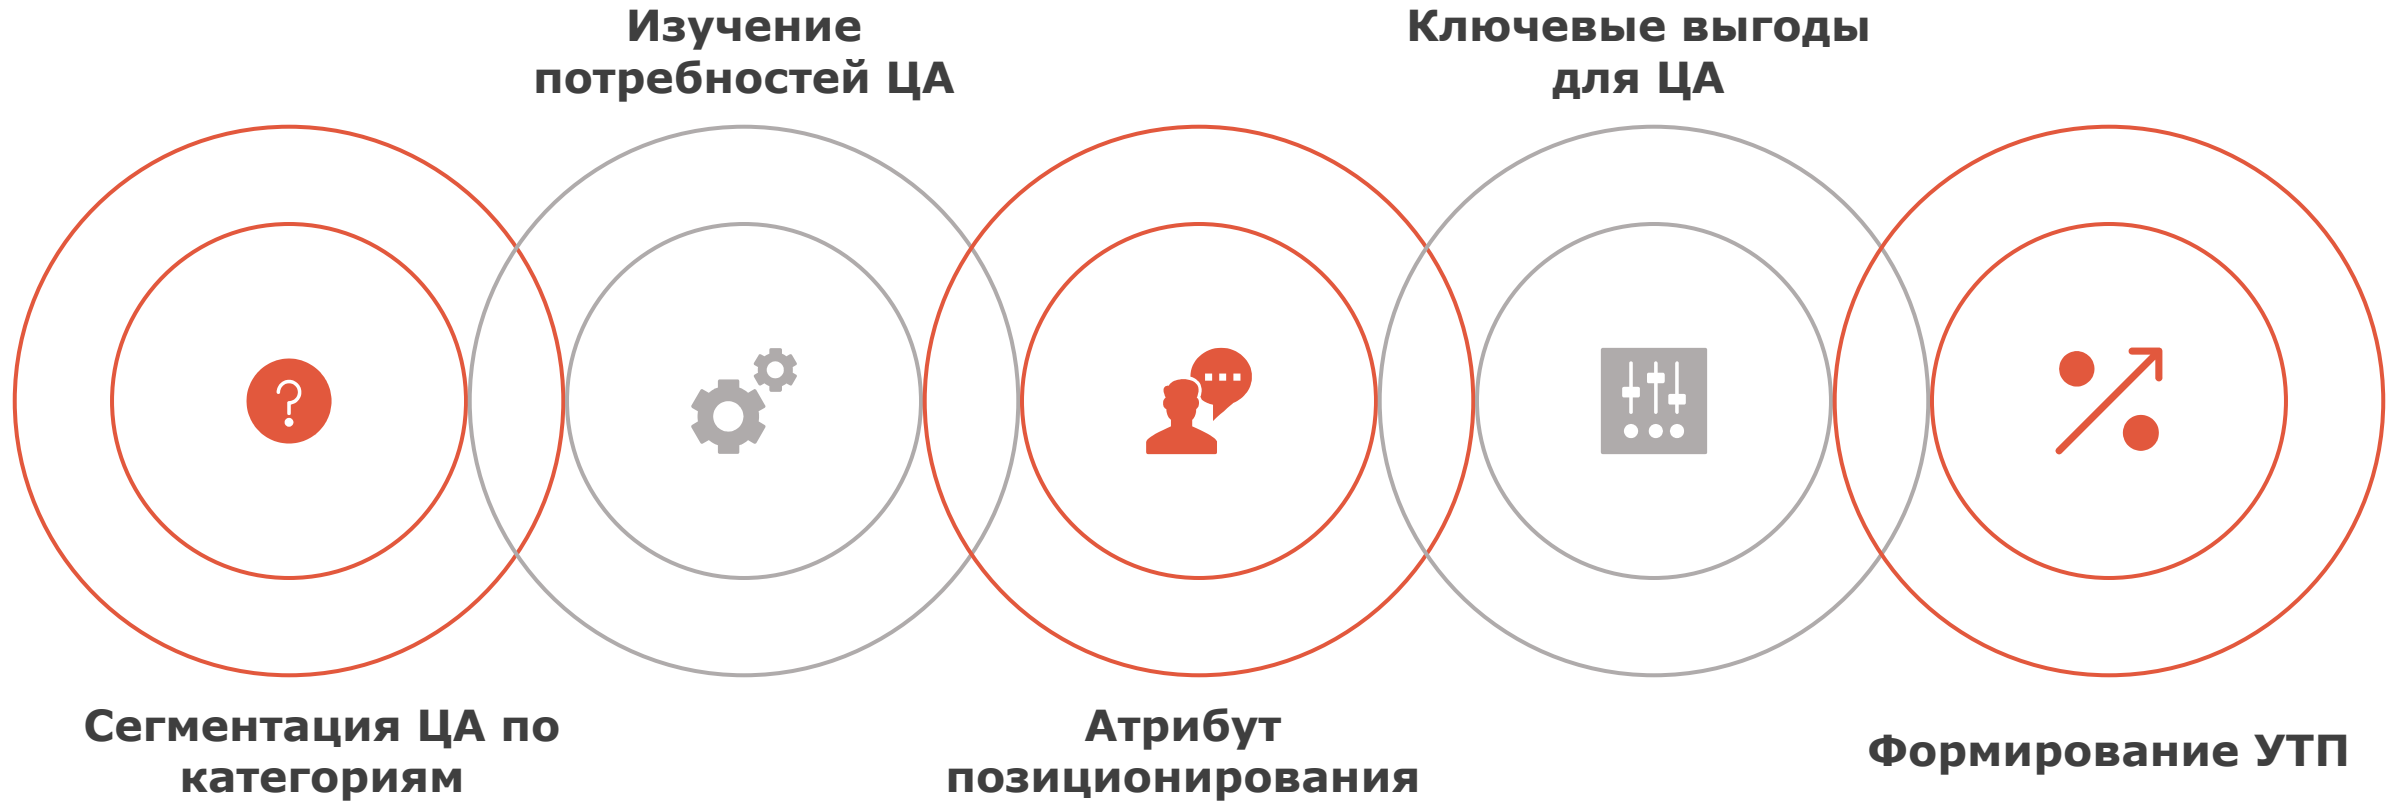 Изучение
потребностей ЦА
Ключевые выгоды
для ЦА
Сегментация ЦА по
категориям
Атрибут
позиционирования
Формирование УТП